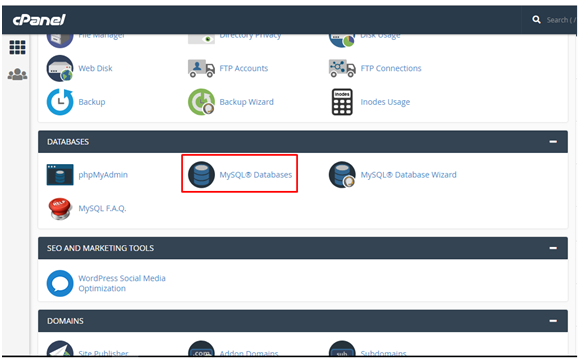 cPanel
Search ( /
File Manager
Directory Privacy
Disk Usage
Web Disk
FTP Accounts
FTP Connections
Backup
Backup Wizard
inodes
Inodes Usage
DATABASES
phpMyAdmin
MySQL® Databases
MySQL® Database Wizard
HELP
MySQL F.A.Q.
SEO AND MARKETING TOOLS
WordPress Social Media
Optimization
DOMAINS
Site Publisher
.com
Addon Domains
sub
Subdomains